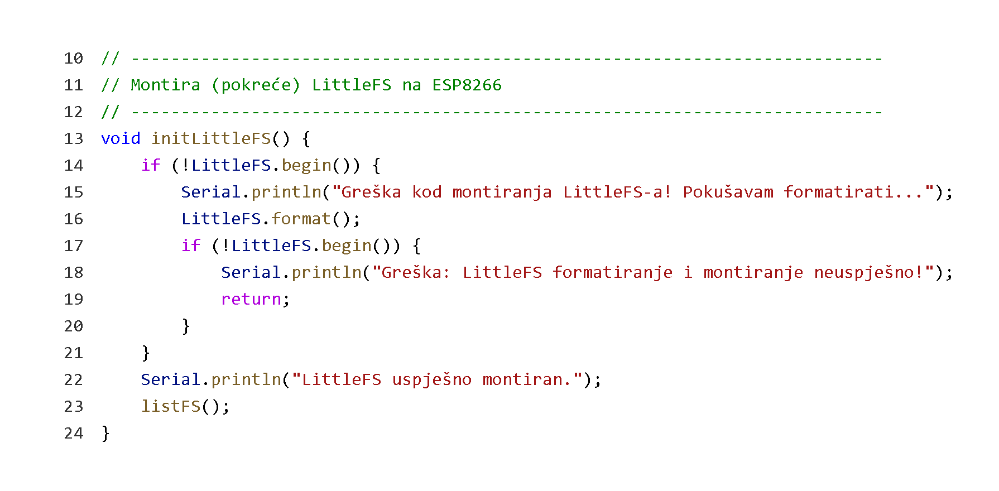 10 // ---------------------------------------------------------------------------
11 // Montira (pokreće) LittleFS na ESP8266
12 // ---------------------------------------------------------------------------
13 void initLittleFS() {
14     if (!LittleFS.begin()) {
15         Serial.println("Greška kod montiranja LittleFS-a! Pokušavam formatirati...");
16         LittleFS.format();
17         if (!LittleFS.begin()) {
18             Serial.println("Greška: LittleFS formatiranje i montiranje neuspješno!");
19             return;
20         }
21     }
22     Serial.println("LittleFS uspješno montiran.");
23     listFS();
24 }